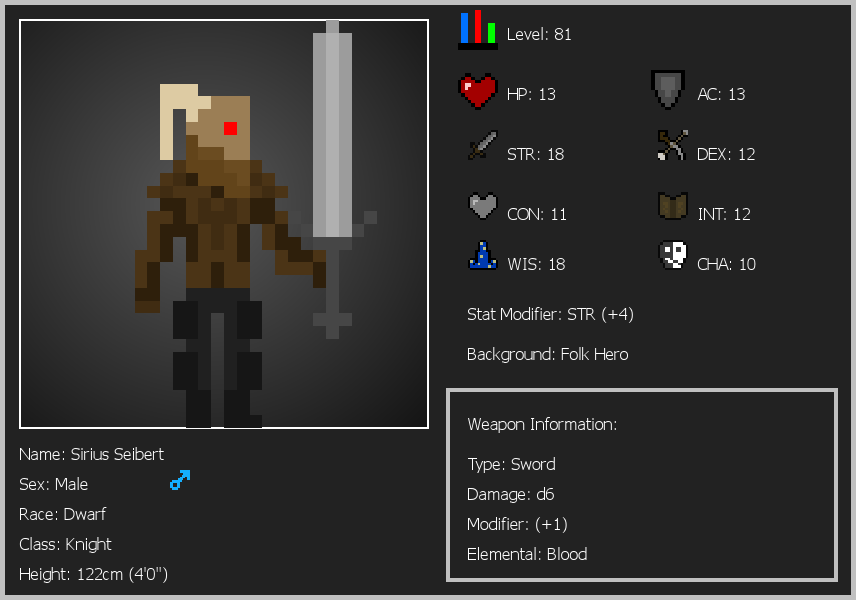 Level: 81
HP: 13
AC: 13
STR: 18
DEX: 12
CON: 11
INT: 12
WIS: 18
CHA: 10
Stat Modifier: STR (+4)
Background: Folk Hero
Weapon Information:
Type: Sword
Damage: d6
Modifier: (+1)
Elemental: Blood
Name: Sirius Seibert
Sex: Male
Race: Dwarf
Class: Knight
Height: 122cm (4'0")